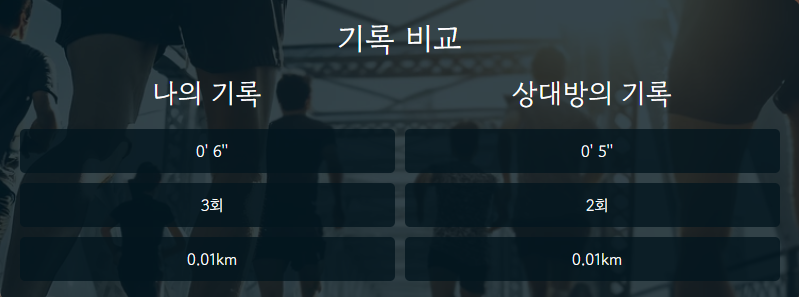 기록 비교
나의 기록 상대방의 기록
0' 6" 0' 5"
3회 2회
0.01km 0.01km